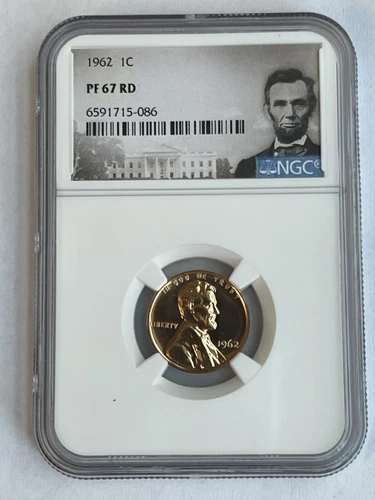 1962 1C
PF 67 RD
6591715-086
NGC®
IN GOD WE TRUST
LIBERTY
1962